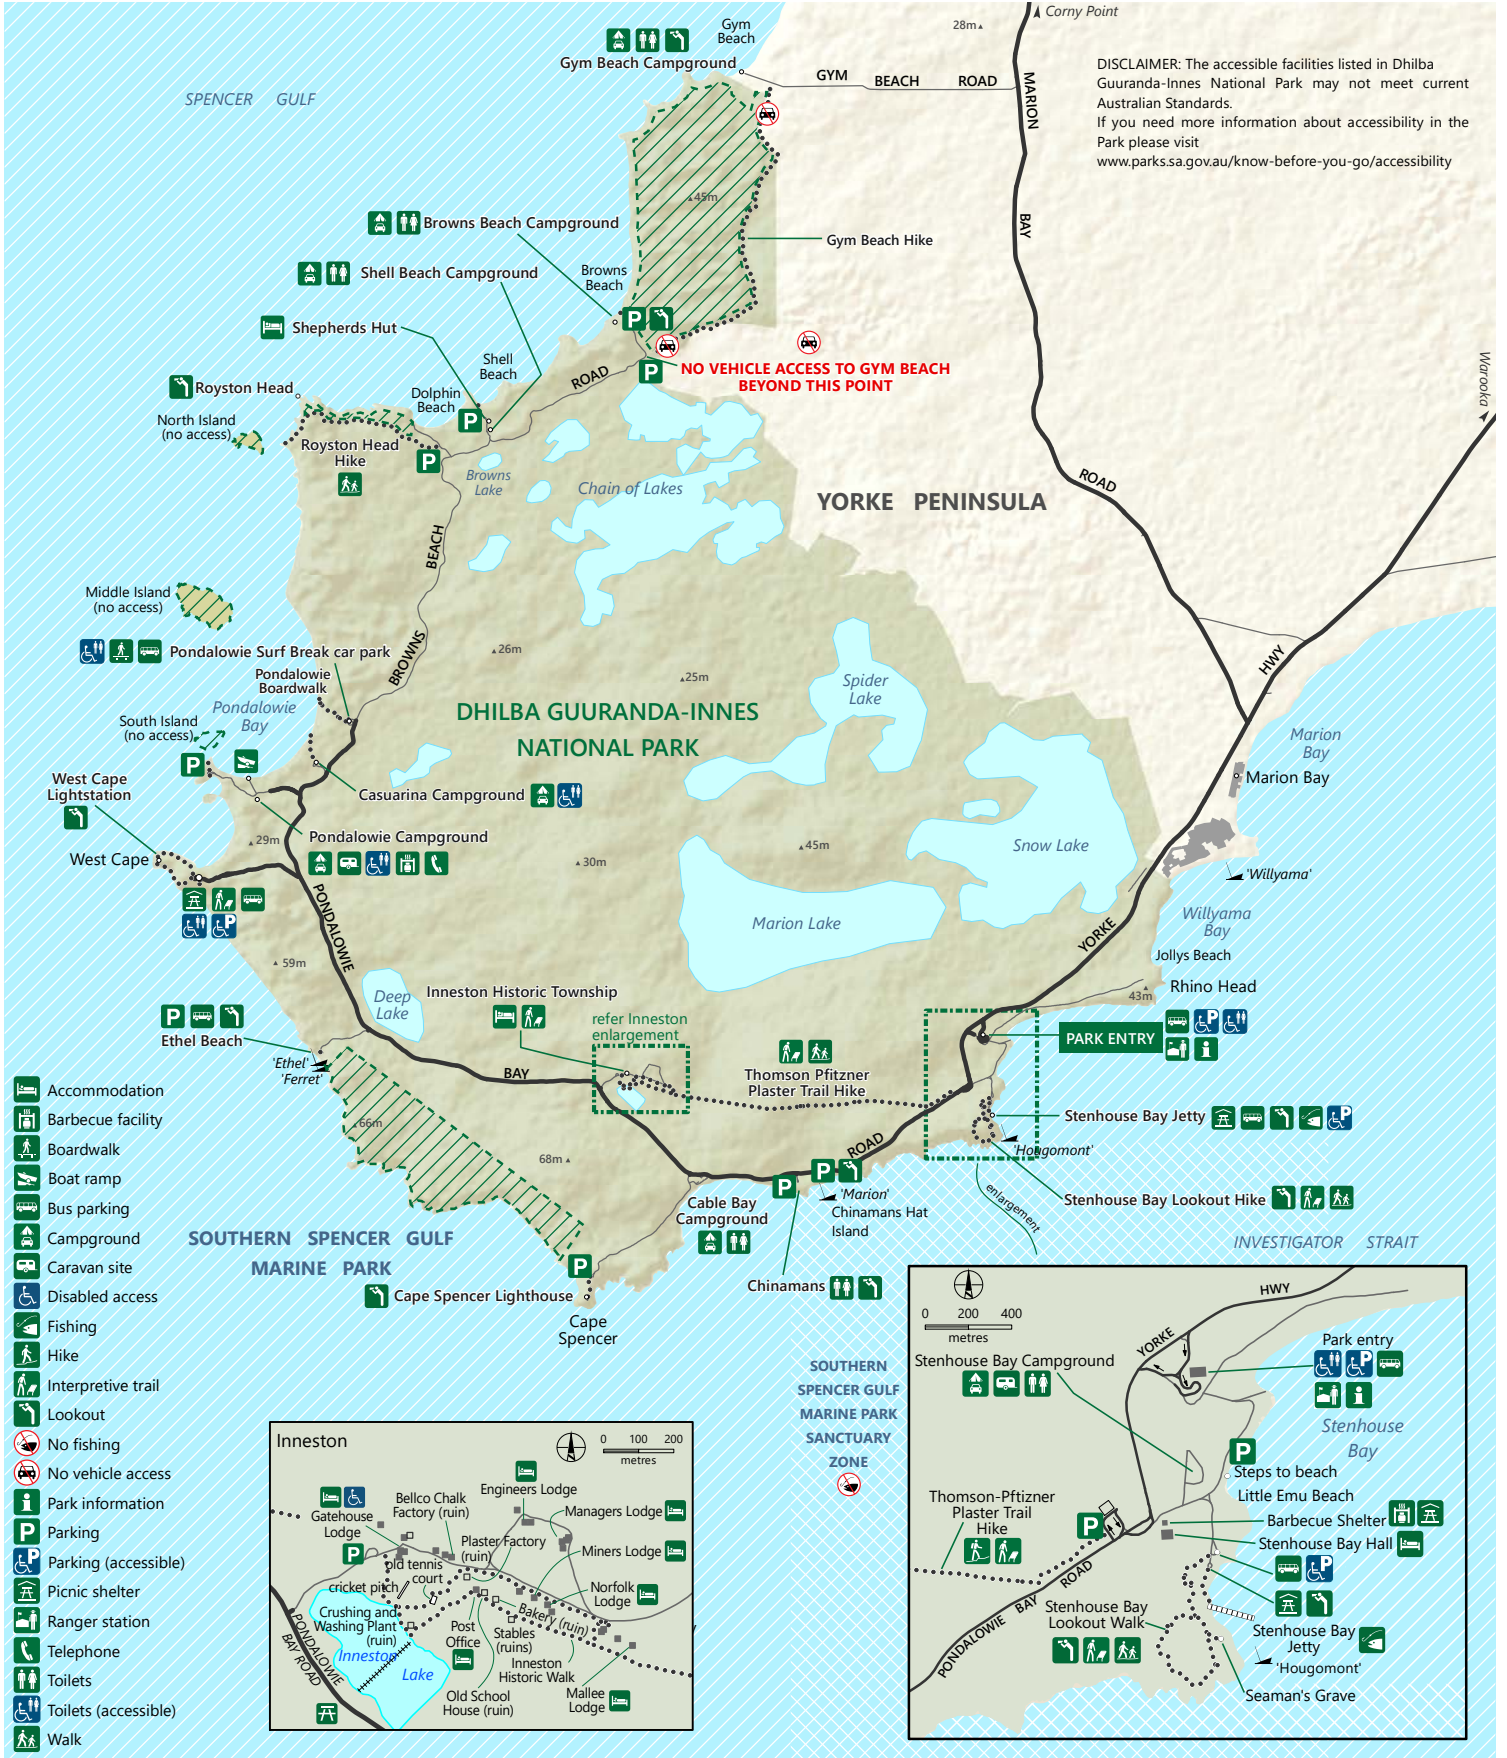 Corny Point
28m
Gym
Beach
Gym Beach Campground
GYM BEACH ROAD
MARION
BAY
ROAD
DISCLAIMER: The accessible facilities listed in Dhilba
Guuranda-Innes National Park may not meet current
Australian Standards.
If you need more information about accessibility in the
Park please visit
www.parks.sa.gov.au/know-before-you-go/accessibility
SPENCER GULF
45m
Browns Beach Campground
Gym Beach Hike
Shell Beach Campground
Browns
Beach
Shepherds Hut
P
Shell
Beach
ROAD
NO VEHICLE ACCESS TO GYM BEACH
BEYOND THIS POINT
P
Warooka
Royston Head
Dolphin
Beach
P
North Island
(no access)
Royston Head
Hike
P
Browns
Lake
Chain of Lakes
YORKE PENINSULA
BEACH
Middle Island
(no access)
BROWNS
26m
25m
Pondalowie Surf Break car park
Pondalowie
Boardwalk
Spider
Lake
HWY
DHILBA GUURANDA-INNES
NATIONAL PARK
Pondalowie
Bay
South Island
(no access)
P
Marion
Bay
Marion Bay
West Cape
Lightstation
Casuarina Campground
Pondalowie Campground
29m
30m
45m
Snow Lake
West Cape
'Willyama'
PONDALOWIE
Marion Lake
Willyama
Bay
YORKE
Jollys Beach
59m
Rhino Head
43m
Deep
Lake
Inneston Historic Township
refer Inneston
enlargement
P
Ethel Beach
PARK ENTRY
P
i
'Ethel'
'Ferret'
BAY
Thomson Pfitzner
Plaster Trail Hike
66m
68m
ROAD
Stenhouse Bay Jetty
P
'Hougomont'
P
P
'Marion'
Chinamans Hat
Island
Cable Bay
Campground
enlargement
Stenhouse Bay Lookout Hike
SOUTHERN SPENCER GULF
MARINE PARK
INVESTIGATOR STRAIT
P
Cape Spencer Lighthouse
Cape
Spencer
Chinamans
SOUTHERN
SPENCER GULF
MARINE PARK
SANCTUARY
ZONE
Accommodation
Barbecue facility
Boardwalk
Boat ramp
Bus parking
Campground
Caravan site
Disabled access
Fishing
Hike
Interpretive trail
Lookout
No fishing
No vehicle access
i Park information
P Parking
P Parking (accessible)
Picnic shelter
Ranger station
Telephone
Toilets
Toilets (accessible)
Walk
Inneston
0 100 200
metres
Engineers Lodge
Bellco Chalk
Factory (ruin)
Managers Lodge
Gatehouse
Lodge
Plaster Factory
(ruin)
Miners Lodge
P
old tennis
court
cricket pitch
Norfolk
Lodge
Crushing and
Washing Plant
(ruin)
Bakery (ruin)
Post
Office
Stables
(ruins)
Inneston
Lake
Inneston
Historic Walk
Old School
House (ruin)
Mallee
Lodge
PONDALOWIE
BAY ROAD
0 200 400
metres
HWY
YORKE
Park entry
P
i
Stenhouse Bay Campground
Stenhouse
Bay
P
Steps to beach
Little Emu Beach
Thomson-Pftizner
Plaster Trail
Hike
P
Barbecue Shelter
Stenhouse Bay Hall
P
PONDALOWIE BAY ROAD
Stenhouse Bay
Lookout Walk
Stenhouse Bay
Jetty
'Hougomont'
Seaman's Grave